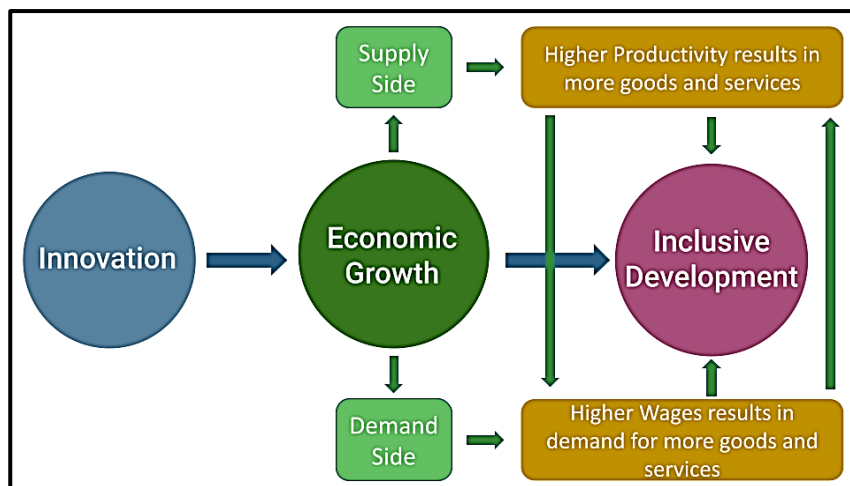 Supply
Side
Higher Productivity results in
more goods and services
Innovation
Economic
Growth
Inclusive
Development
Demand
Side
Higher Wages results in
demand for more goods and
services